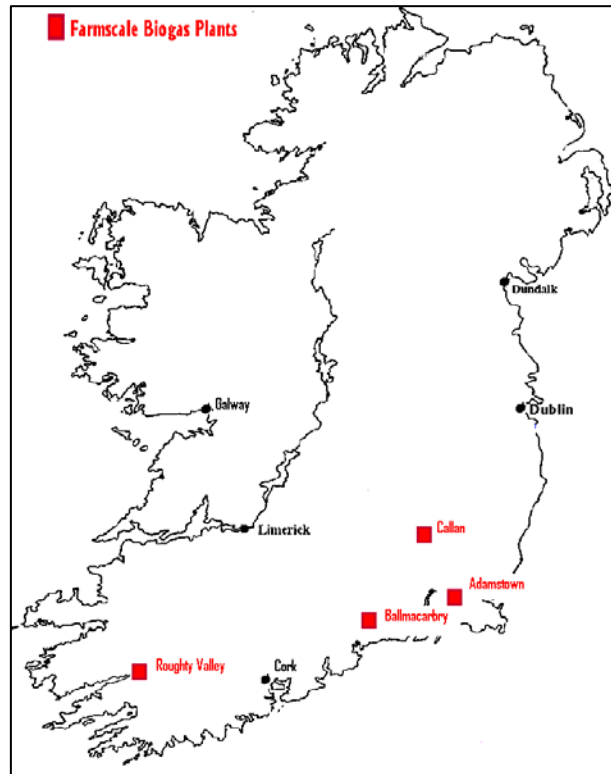 Farmscale Biogas Plants
Dundalk
Galway
Dublin
Limerick
Callan
Adamstown
Ballmacarbry
Roughty Valley
Cork